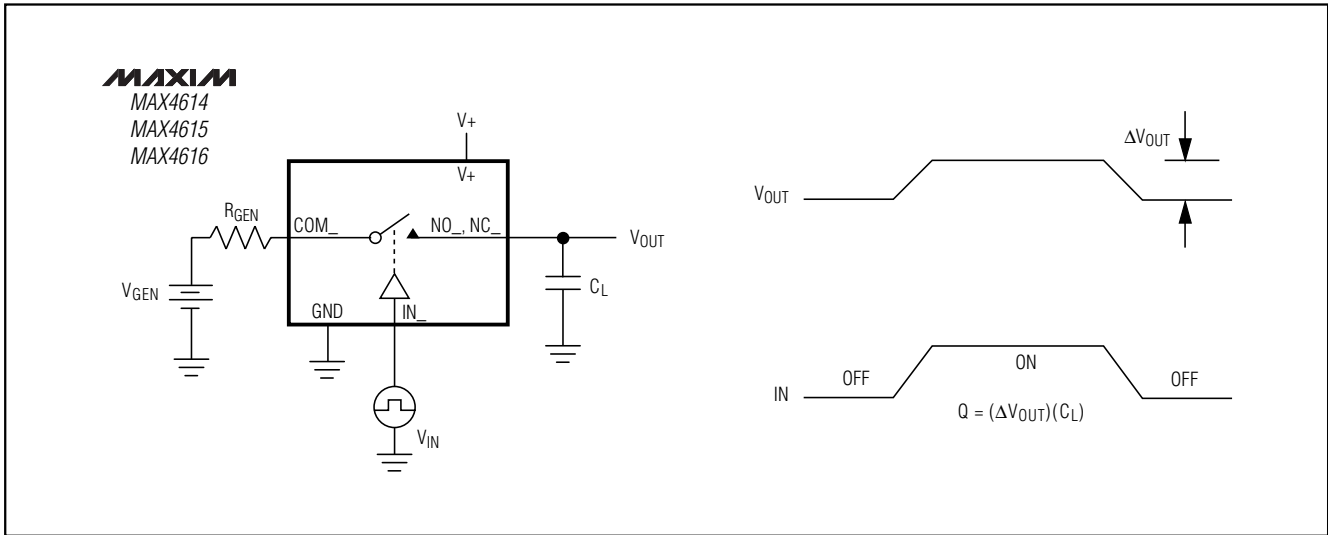 MAXIM
MAX4614
MAX4615
MAX4616
V+
V+
RGEN
COM_
NO_, NC_
VOUT
VGEN
CL
GND
IN_
VIN
ΔVOUT
VOUT
IN
OFF
ON
OFF
Q = (ΔVOUT)(CL)